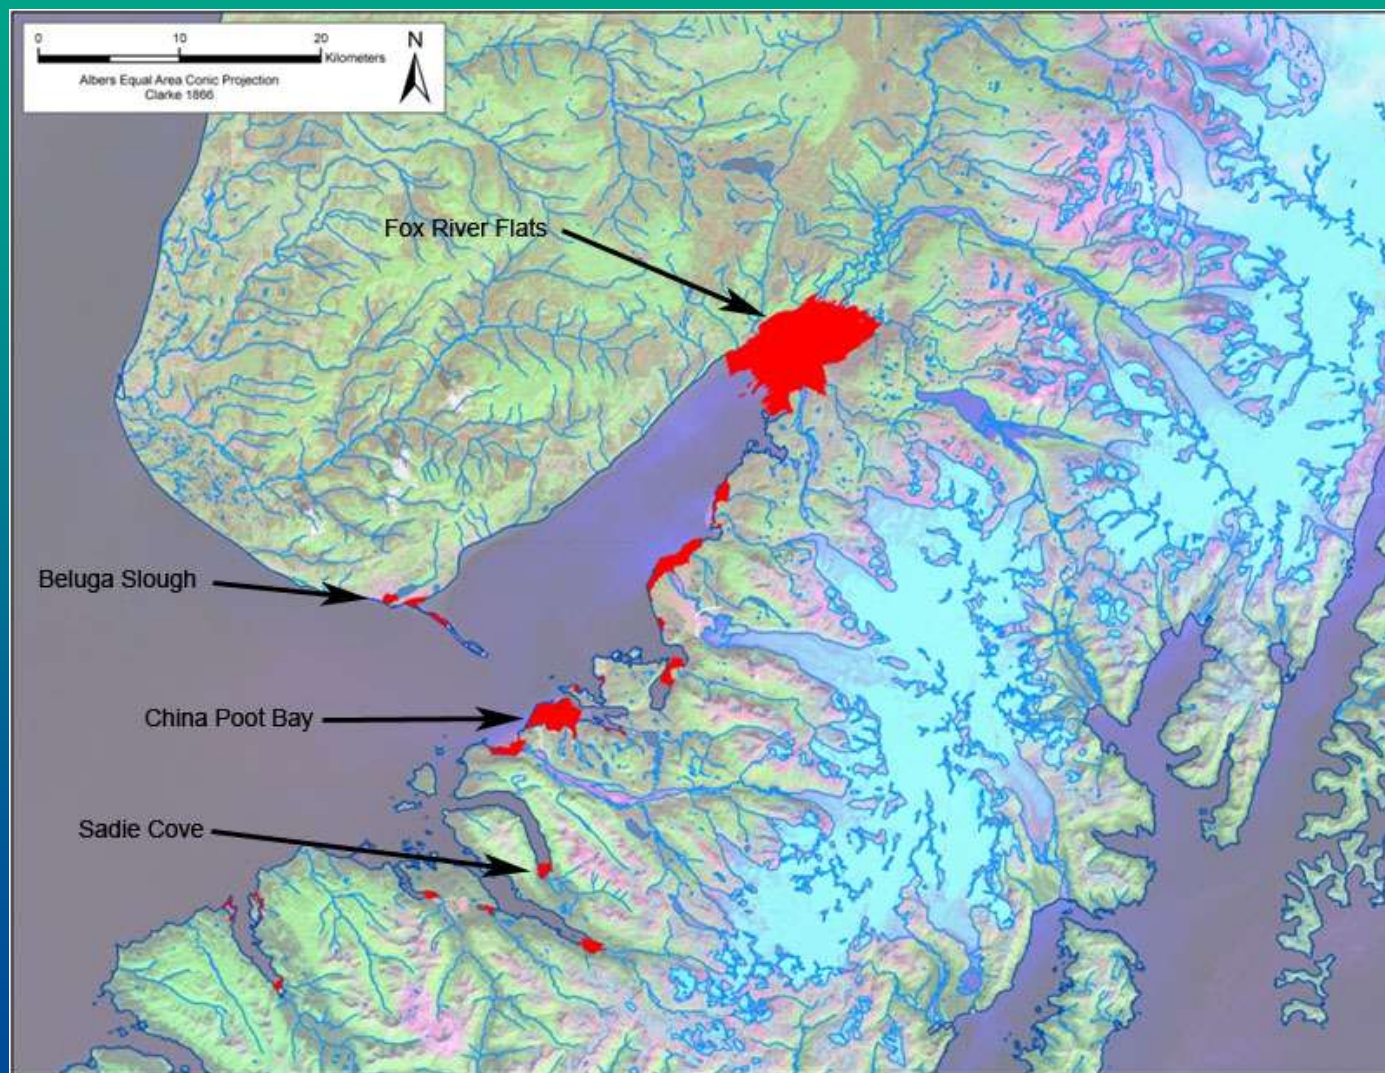 0 10 20
Kilometers
N
Albers Equal Area Conic Projection
Clarke 1866
Fox River Flats
Beluga Slough
China Poot Bay
Sadie Cove